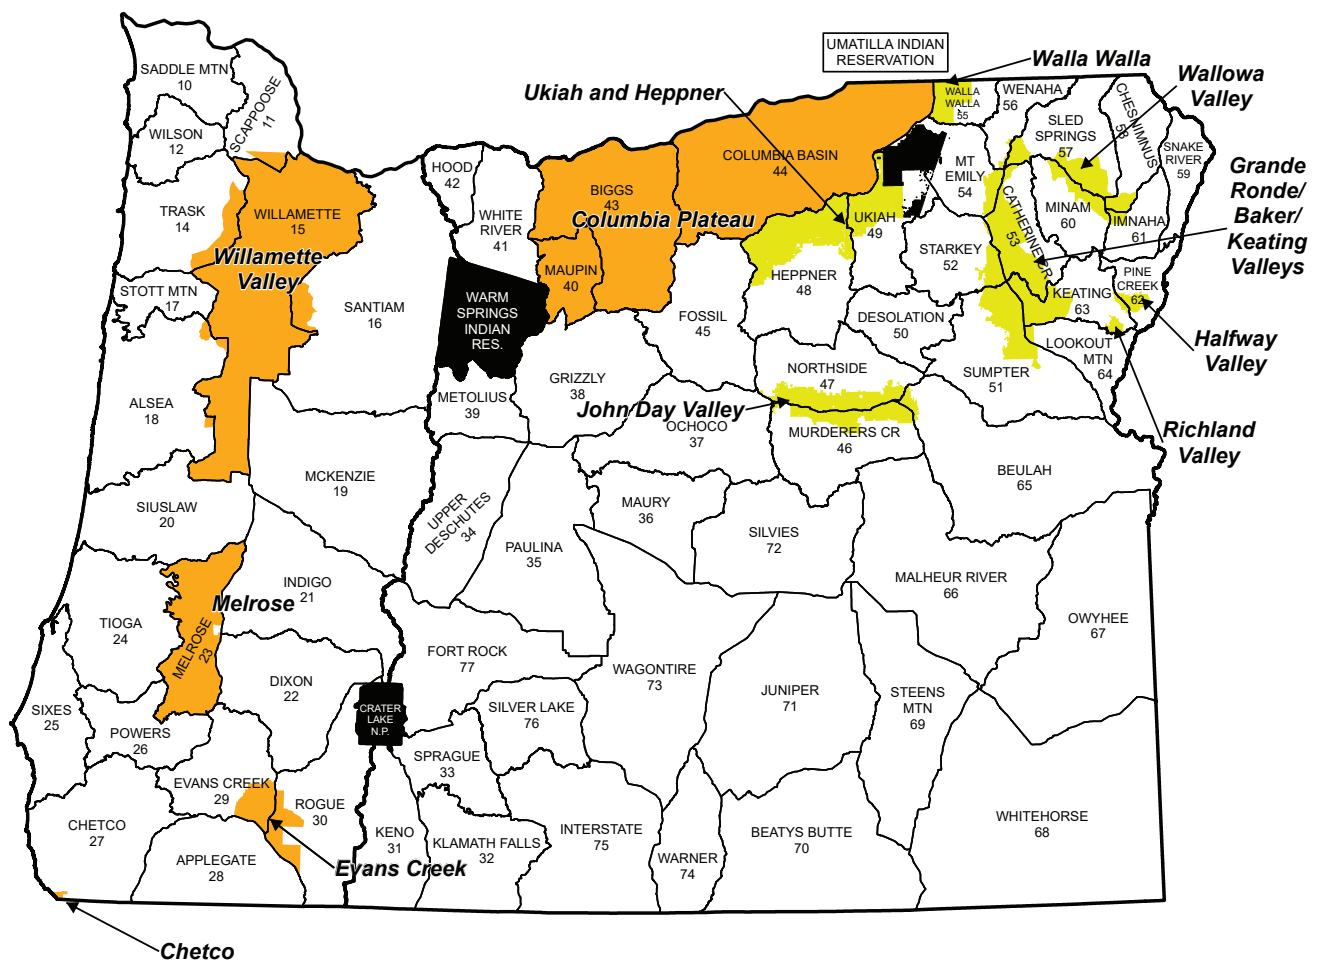 UMATILLA INDIAN
RESERVATION
Walla Walla
Wallowa
Valley
Ukiah and Heppner
Grande
Ronde/
Baker/
Keating
Valleys
SADDLE MTN
10
SCAPPOOSE
11
WILSON
12
TRASK
14
WILLAMETTE
15
Willamette
Valley
STOTT MTN
17
SANTIAM
16
ALSEA
18
HOOD
42
WHITE
RIVER
41
BIGGS
43
Columbia Plateau
COLUMBIA BASIN
44
MAUPIN
40
WARM
SPRINGS
INDIAN
RES.
METOLIUS
39
GRIZZLY
38
FOSSIL
45
WALLA
WALLA
55
WENAHA
56
SLED
SPRINGS
57
CHESNIMNUS
58
SNAKE
RIVER
59
MT
EMILY
54
UKIAH
49
HEPPNER
48
STARKEY
52
CATHERINE CR
53
MINAM
60
IMNAHA
61
PINE
CREEK
62
KEATING
63
LOOKOUT
MTN
64
Halfway
Valley
Richland
Valley
DESOLATION
50
SUMPTER
51
NORTHSIDE
47
John Day Valley
OCHOCO
37
MURDERERS CR
46
BEULAH
65
MCKENZIE
19
SIUSLAW
20
UPPER
DESCHUTES
34
PAULINA
35
MAURY
36
SILVIES
72
MALHEUR RIVER
66
OWYHEE
67
INDIGO
21
Melrose
MELROSE
23
TIOGA
24
DIXON
22
FORT ROCK
77
WAGONTIRE
73
JUNIPER
71
STEENS
MTN
69
SIXES
25
POWERS
26
CRATER
LAKE
N.P.
SILVER LAKE
76
SPRAGUE
33
EVANS CREEK
29
ROGUE
30
CHETCO
27
APPLEGATE
28
Evans Creek
KENO
31
KLAMATH FALLS
32
INTERSTATE
75
WARNER
74
BEATYS BUTTE
70
WHITEHORSE
68
Chetco